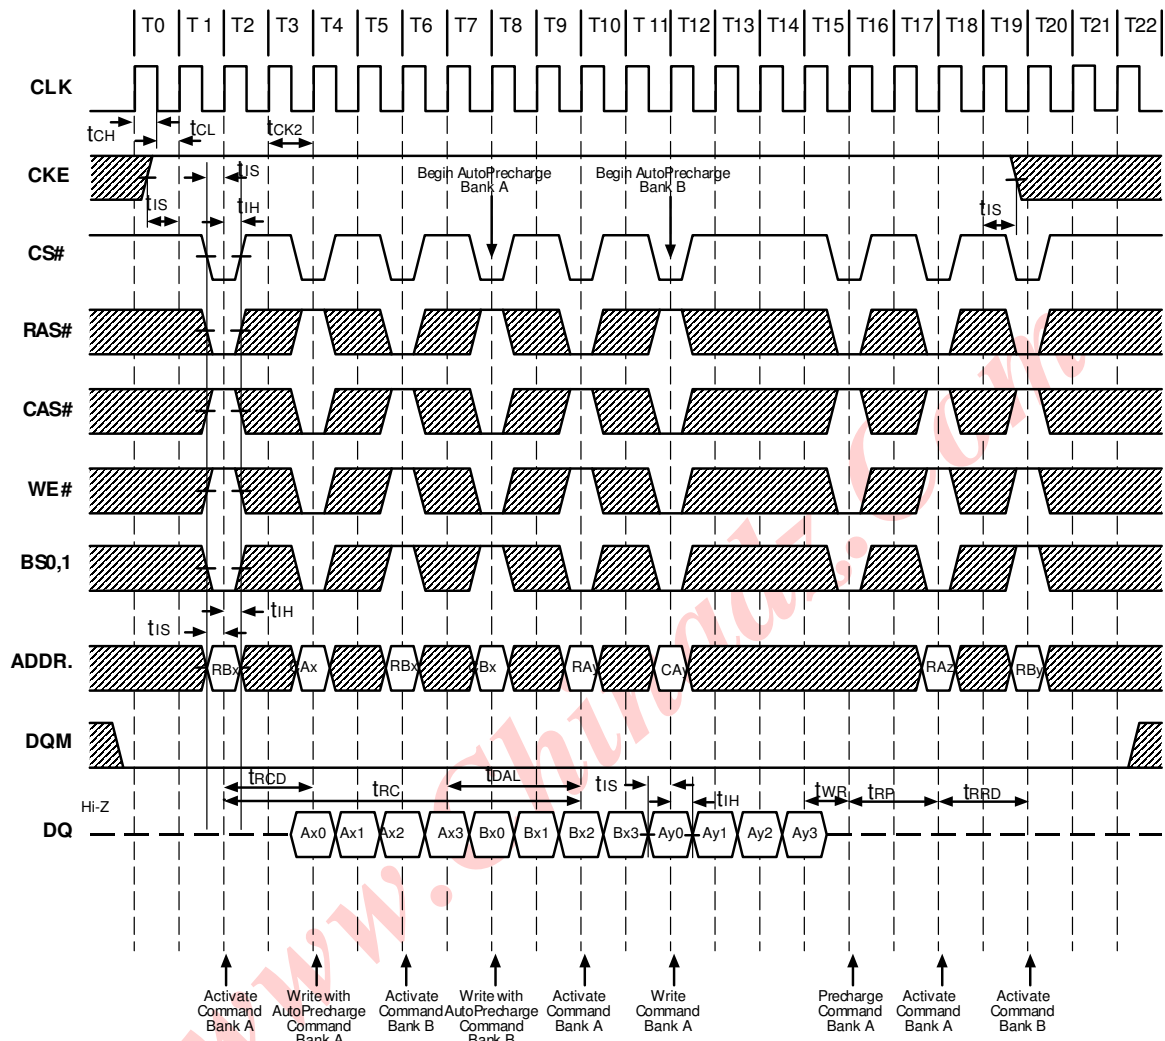 T0 T 1 T2 T3 T4 T5 T6 T7 T8 T9 T10 T 11 T12 T13 T14 T15 T16 T17 T18 T19 T20 T21 T22
CLK
tCH tCL tCK2
CKE
tIS
Begin AutoPrecharge
Bank A
Begin AutoPrecharge
Bank B
tIS tIH tIS
CS#
RAS#
CAS#
WE#
BS0,1
tIH
tIS
ADDR.
RBx CAx RBx CBx RAy CAy RAz RBy
DQM
tRCD tDAL tIS tWR tRP tRRD
tRC tIH
Hi-Z
DQ
Ax0 Ax1 Ax2 Ax3 Bx0 Bx1 Bx2 Bx3 Ay0 Ay1 Ay2 Ay3
Activate
Command
Bank A
Write with
AutoPrecharge
Command
Bank A
Activate
Command
Bank B
Write with
AutoPrecharge
Command
Bank B
Activate
Command
Bank A
Write
Command
Bank A
Precharge
Command
Bank A
Activate
Command
Bank A
Activate
Command
Bank B
www.Chinadz.Com